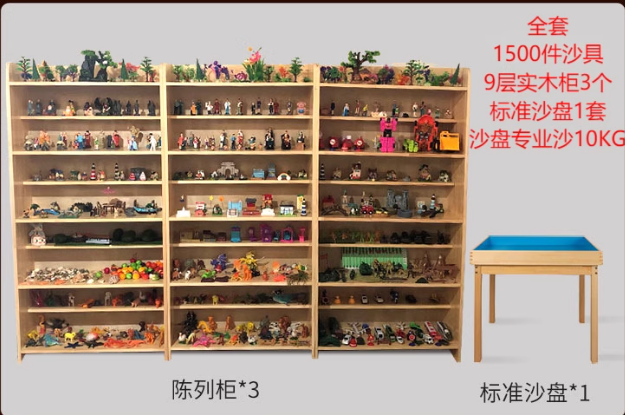 全套
1500件沙具
9层实木柜3个
标准沙盘1套
沙盘专业沙10KG
陈列柜*3
标准沙盘*1